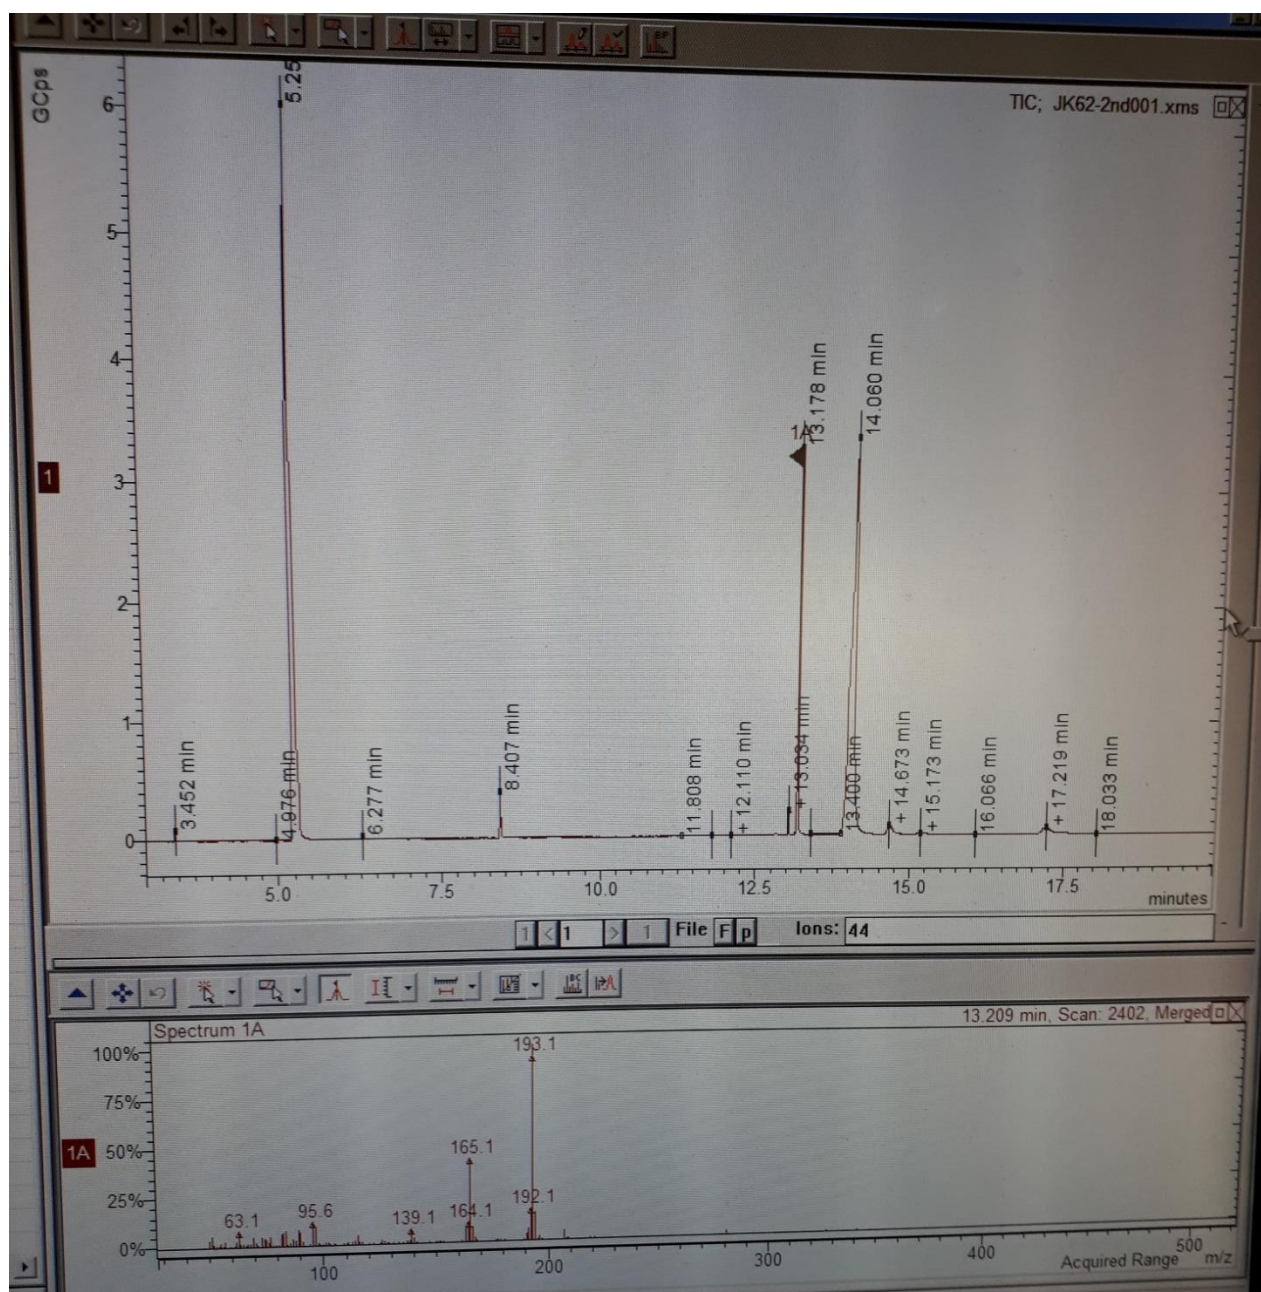 GCps
TIC; JK62-2nd001.xms
6
5
4
3
2
1
0
1
5.25
3.452 min
4.976 min
6.277 min
8.407 min
11.808 min
+ 12.110 min
+ 13.034 min
1A
13.178 min
13.400 min
14.060 min
+ 14.673 min
+ 15.173 min
16.066 min
+ 17.219 min
18.033 min
5.0 7.5 10.0 12.5 15.0 17.5
minutes
1 < 1 > 1 File F p Ions: 44
Spectrum 1A
13.209 min, Scan: 2402, Merged
100%
75%
50%
25%
0%
1A
193.1
165.1
192.1
164.1
139.1
95.6
63.1
100 200 300 400 500
Acquired Range m/z